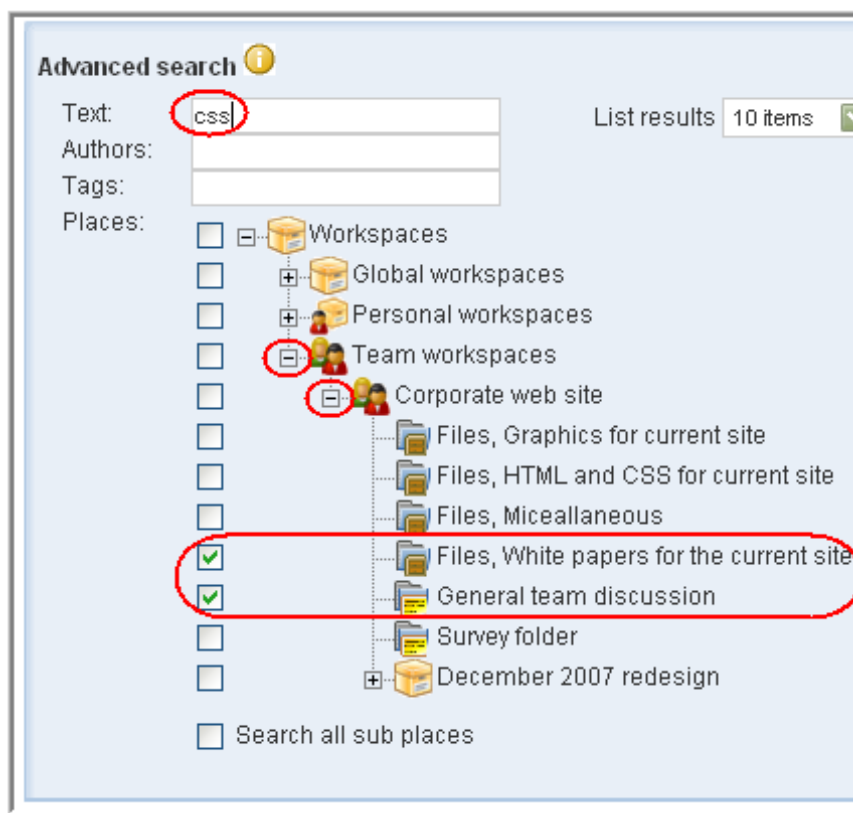 Advanced search
Text: css List results 10 items
Authors:
Tags:
Places: Workspaces
Global workspaces
Personal workspaces
Team workspaces
Corporate web site
Files, Graphics for current site
Files, HTML and CSS for current site
Files, Miceallaneous
Files, White papers for the current site
General team discussion
Survey folder
December 2007 redesign
Search all sub places